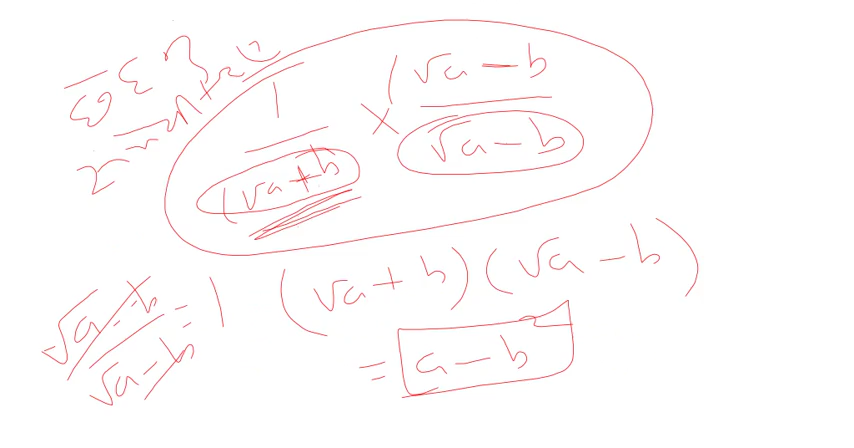 1/(√a + b × (√a − b/√a − b
√a − b/√a − b = 1
(√a + b)(√a − b)
= a − b